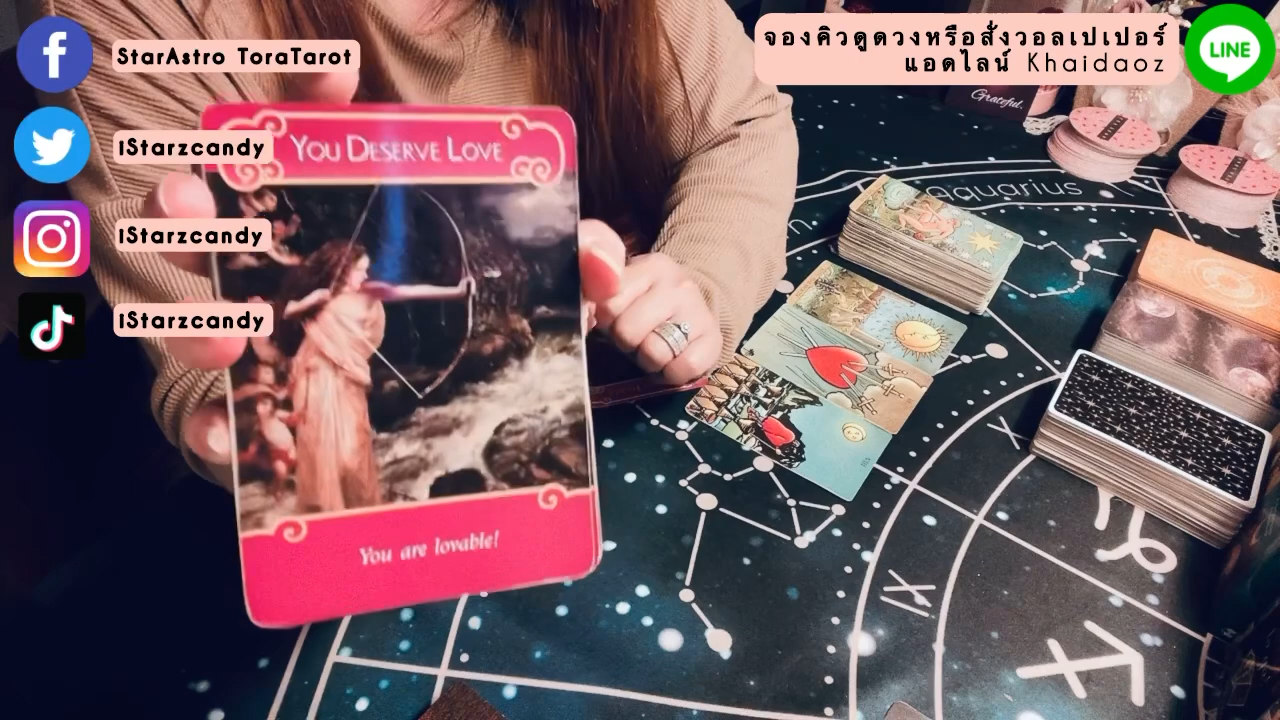 StarAstro ToraTarot
IStarzcandy
IStarzcandy
IStarzcandy
จองคิวดูดวงหรือสั่งวอลเปเปอร์
แอดไลน์ Khaidaoz
LINE
Grateful.
YOU DESERVE LOVE
You are lovable!
Aquarius
X
IX